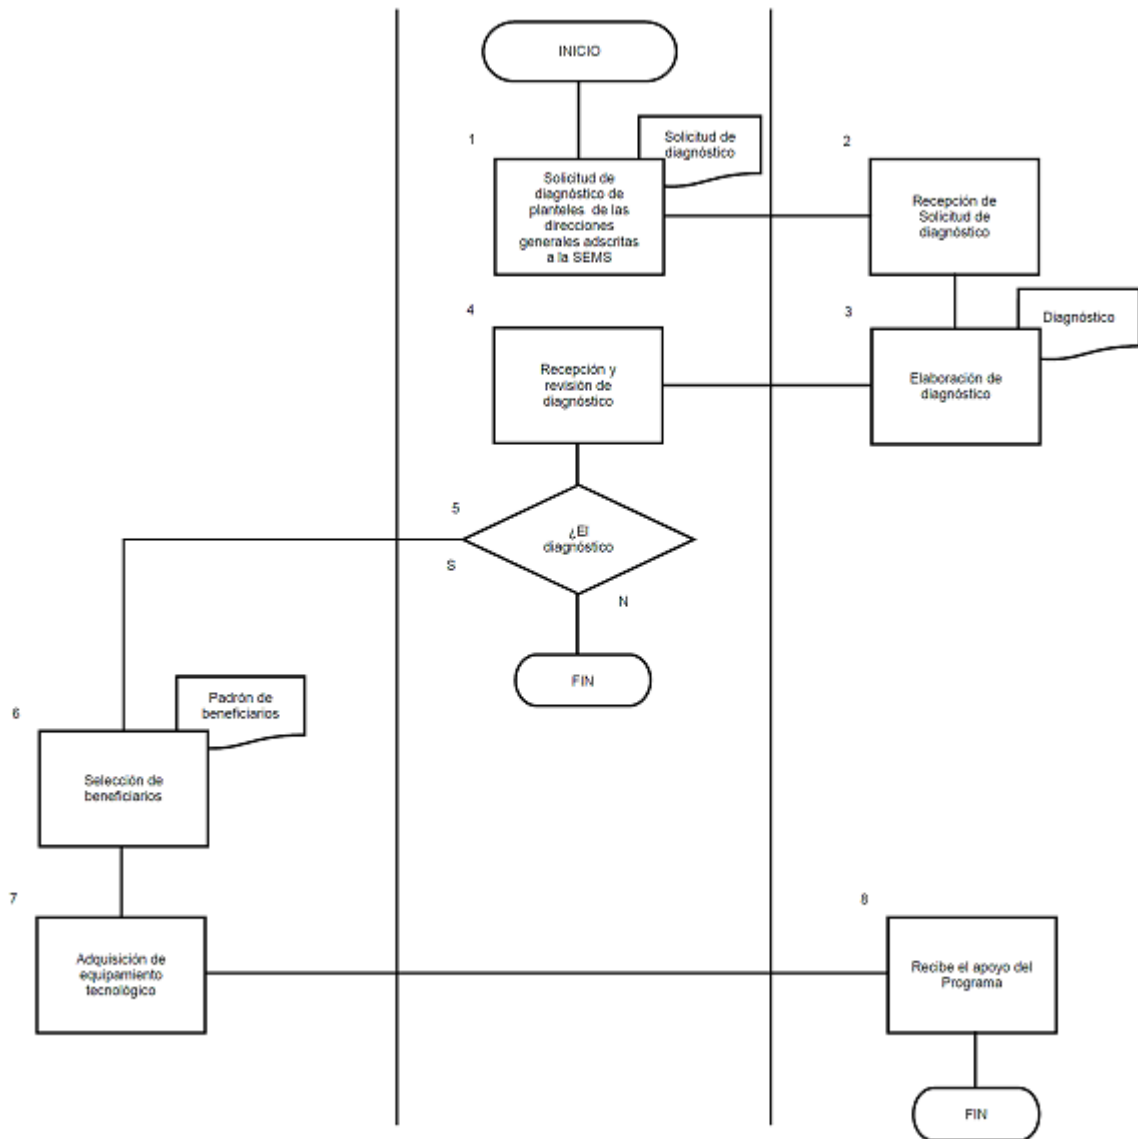 INICIO
1
Solicitud de
diagnóstico
Solicitud de
diagnóstico de
planteles de las
direcciones
generales adscritas
a la SEMS
2
Recepción de
Solicitud de
diagnóstico
3
Diagnóstico
Elaboración de
diagnóstico
4
Recepción y
revisión de
diagnóstico
5
¿El
diagnóstico
S
N
FIN
6
Padrón de
beneficiarios
Selección de
beneficiarios
7
Adquisición de
equipamiento
tecnológico
8
Recibe el apoyo del
Programa
FIN